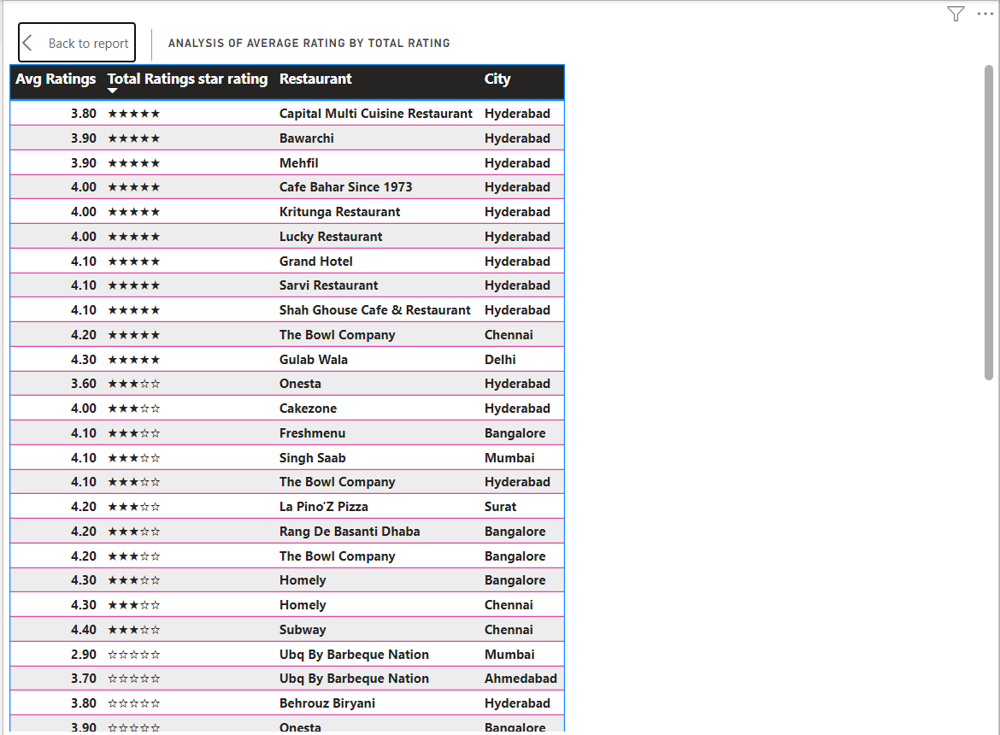 Back to report
ANALYSIS OF AVERAGE RATING BY TOTAL RATING
Avg Ratings Total Ratings star rating Restaurant City
3.80 ★★★★★ Capital Multi Cuisine Restaurant Hyderabad
3.90 ★★★★★ Bawarchi Hyderabad
3.90 ★★★★★ Mehfil Hyderabad
4.00 ★★★★★ Cafe Bahar Since 1973 Hyderabad
4.00 ★★★★★ Kritunga Restaurant Hyderabad
4.00 ★★★★★ Lucky Restaurant Hyderabad
4.10 ★★★★★ Grand Hotel Hyderabad
4.10 ★★★★★ Sarvi Restaurant Hyderabad
4.10 ★★★★★ Shah Ghouse Cafe & Restaurant Hyderabad
4.20 ★★★★★ The Bowl Company Chennai
4.30 ★★★★★ Gulab Wala Delhi
3.60 ★★★☆☆ Onesta Hyderabad
4.00 ★★★☆☆ Cakezone Hyderabad
4.10 ★★★☆☆ Freshmenu Bangalore
4.10 ★★★☆☆ Singh Saab Mumbai
4.10 ★★★☆☆ The Bowl Company Hyderabad
4.20 ★★★☆☆ La Pino'Z Pizza Surat
4.20 ★★★☆☆ Rang De Basanti Dhaba Bangalore
4.20 ★★★☆☆ The Bowl Company Bangalore
4.30 ★★★☆☆ Homely Bangalore
4.30 ★★★☆☆ Homely Chennai
4.40 ★★★☆☆ Subway Chennai
2.90 ☆☆☆☆☆ Ubq By Barbeque Nation Mumbai
3.70 ☆☆☆☆☆ Ubq By Barbeque Nation Ahmedabad
3.80 ☆☆☆☆☆ Behrouz Biryani Hyderabad
3.90 ☆☆☆☆☆ Onesta Bangalore